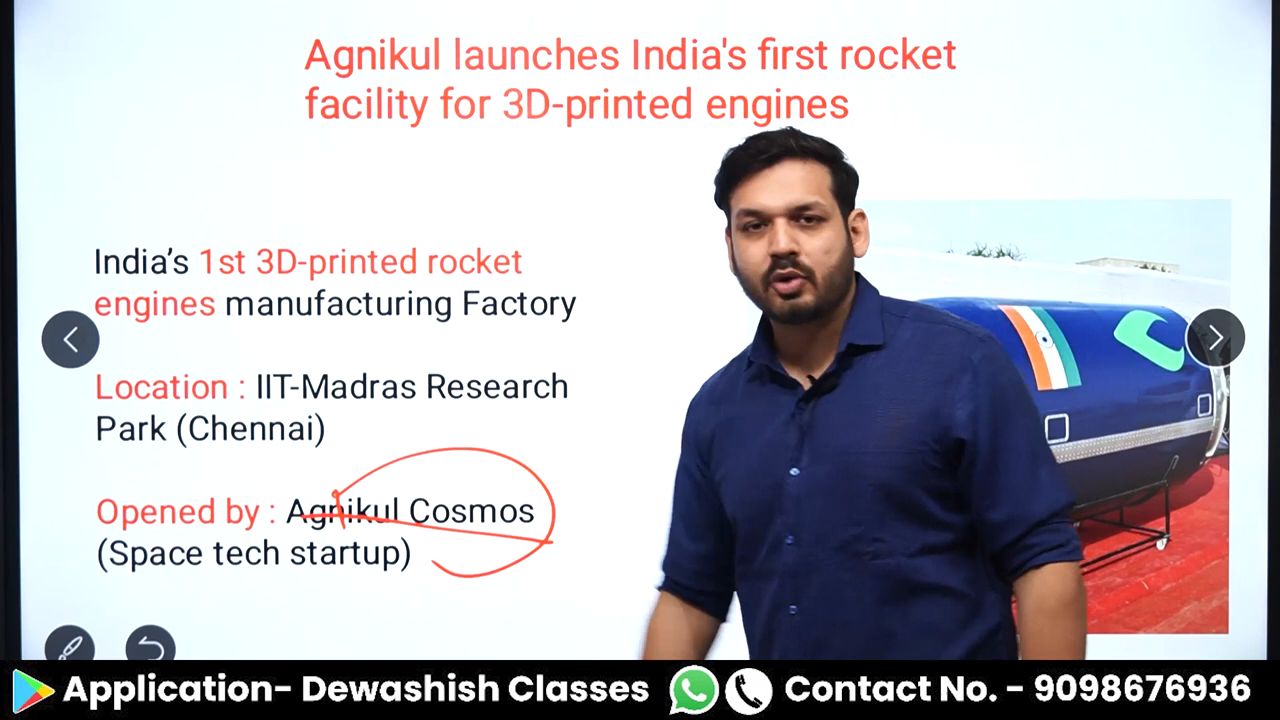 Agnikul launches India's first rocket
facility for 3D-printed engines
India’s 1st 3D-printed rocket
engines manufacturing Factory
Location : IIT-Madras Research
Park (Chennai)
Opened by : Agnikul Cosmos
(Space tech startup)
Application- Dewashish Classes
Contact No. - 9098676936